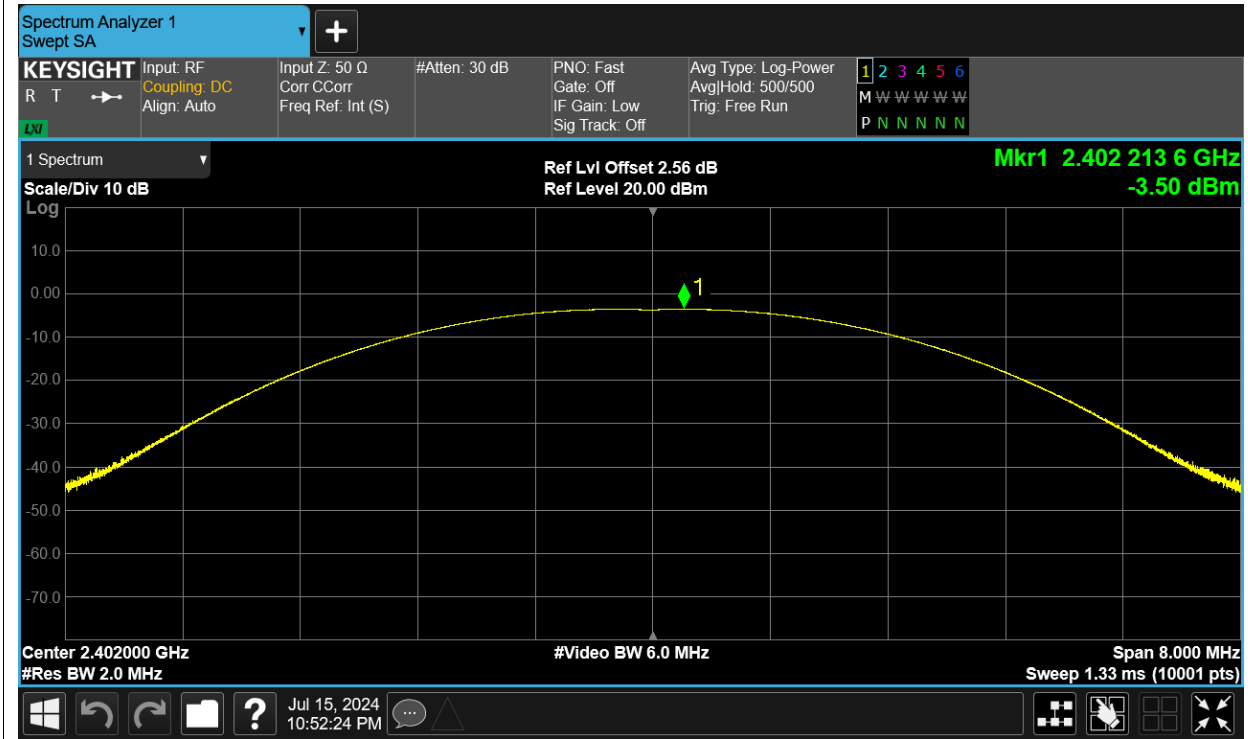 Spectrum Analyzer 1
Swept SA
+
KEYSIGHT
R T
LXI
Input: RF
Coupling: DC
Align: Auto
Input Z: 50 Ω
Corr CCorr
Freq Ref: Int (S)
#Atten: 30 dB
PNO: Fast
Gate: Off
IF Gain: Low
Sig Track: Off
Avg Type: Log-Power
Avg|Hold: 500/500
Trig: Free Run
1 2 3 4 5 6
M W W W W W
P N N N N N
1 Spectrum
Scale/Div 10 dB
Log
Ref Lvl Offset 2.56 dB
Ref Level 20.00 dBm
Mkr1 2.402 213 6 GHz
-3.50 dBm
10.0
0.00
-10.0
-20.0
-30.0
-40.0
-50.0
-60.0
-70.0
1
Center 2.402000 GHz
#Res BW 2.0 MHz
#Video BW 6.0 MHz
Span 8.000 MHz
Sweep 1.33 ms (10001 pts)
?
Jul 15, 2024
10:52:24 PM